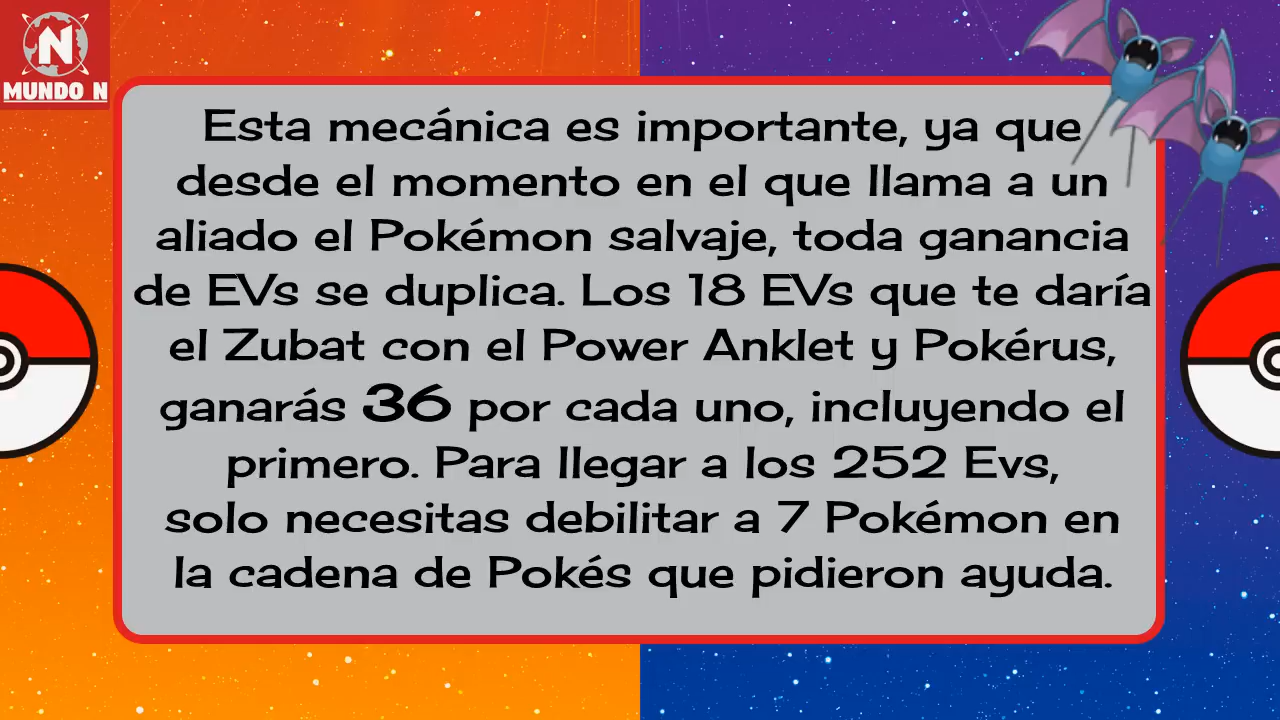 N
MUNDO N
Esta mecánica es importante, ya que
desde el momento en el que llama a un
aliado el Pokémon salvaje, toda ganancia
de EVs se duplica. Los 18 EVs que te daría
el Zubat con el Power Anklet y Pokérus,
ganarás 36 por cada uno, incluyendo el
primero. Para llegar a los 252 Evs,
solo necesitas debilitar a 7 Pokémon en
la cadena de Pokés que pidieron ayuda.